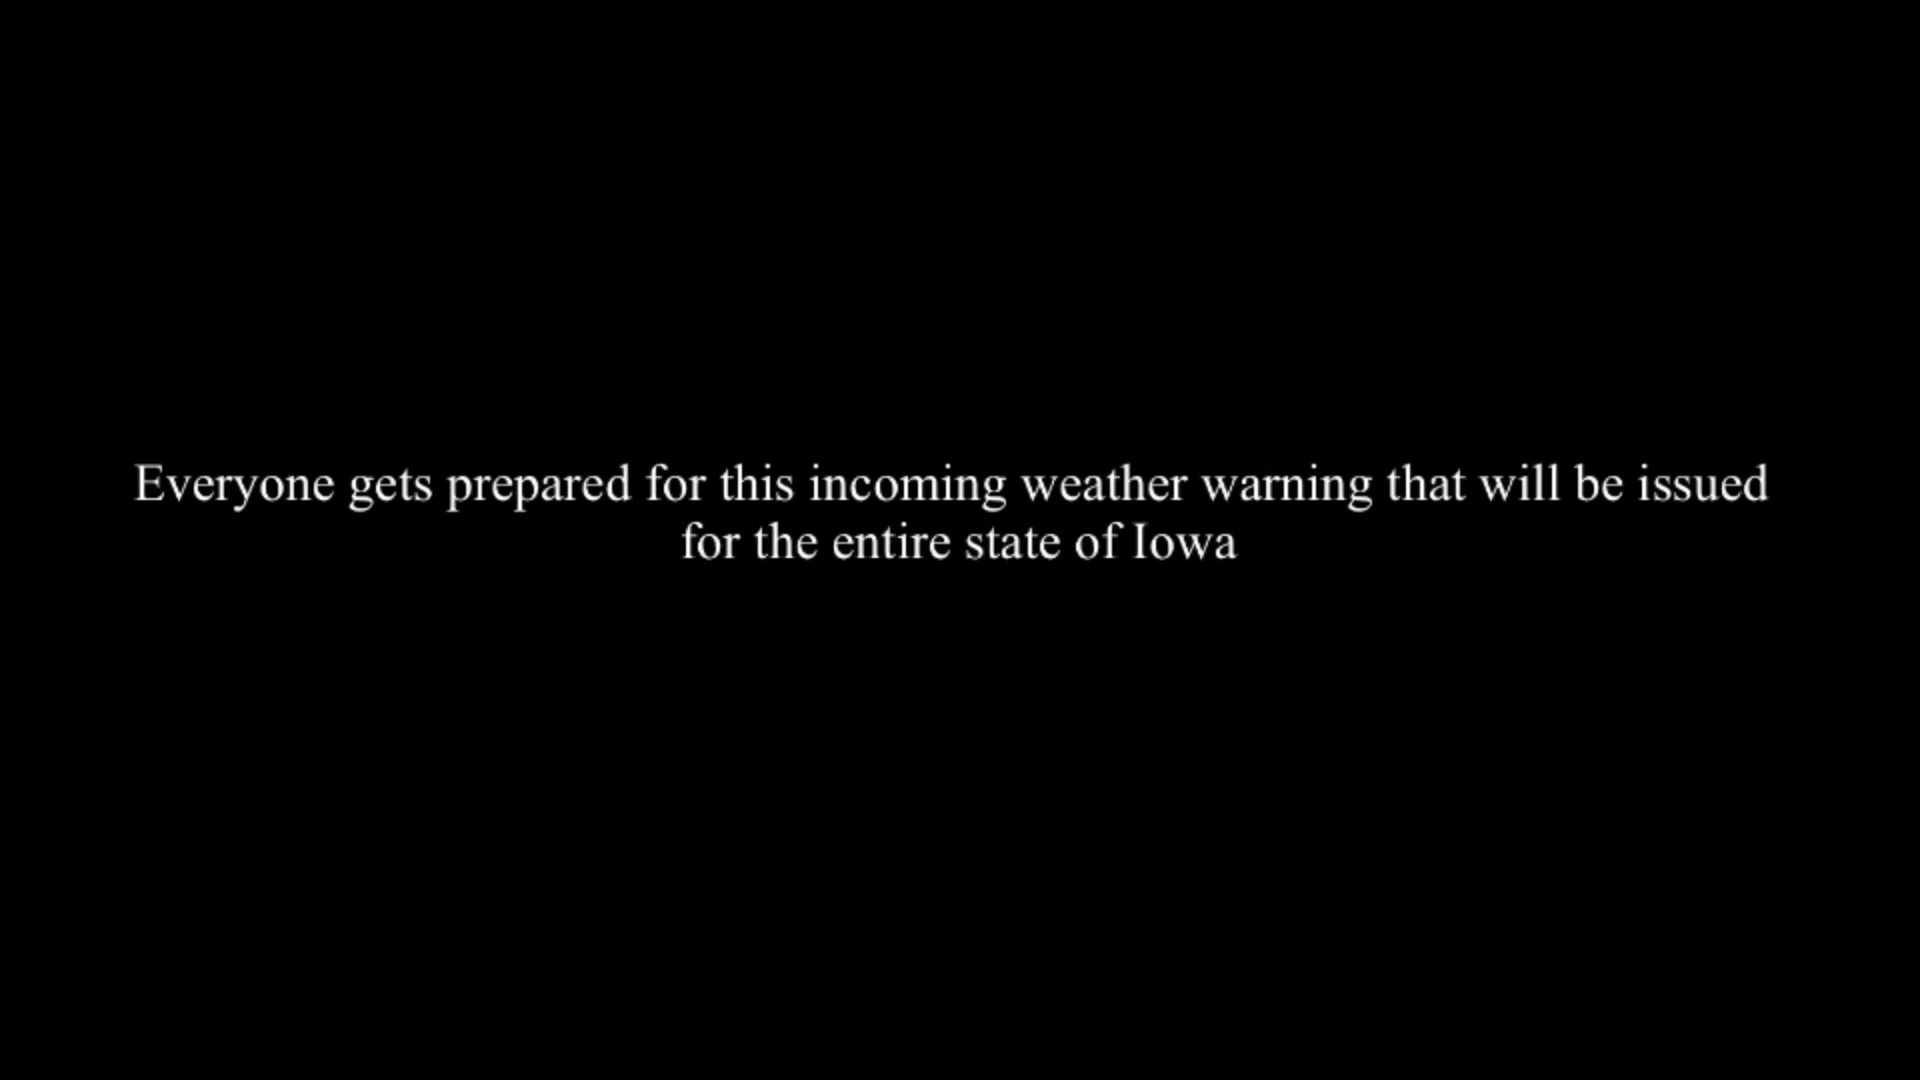 Everyone gets prepared for this incoming weather warning that will be issued
for the entire state of Iowa